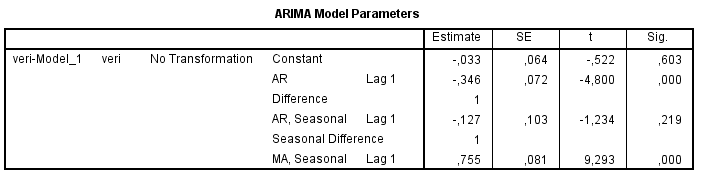 ARIMA Model Parameters
Estimate SE t Sig.
veri-Model_1 veri No Transformation Constant -,033 ,064 -,522 ,603
AR Lag 1 -,346 ,072 -4,800 ,000
Difference 1
AR, Seasonal Lag 1 -,127 ,103 -1,234 ,219
Seasonal Difference 1
MA, Seasonal Lag 1 ,755 ,081 9,293 ,000